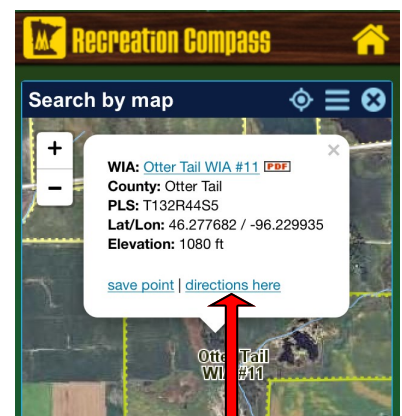 Recreation Compass
Search by map
+
−
×
WIA: Otter Tail WIA #11 PDF
County: Otter Tail
PLS: T132R44S5
Lat/Lon: 46.277682 / -96.229935
Elevation: 1080 ft
save point | directions here
Otter Tail
WIA #11